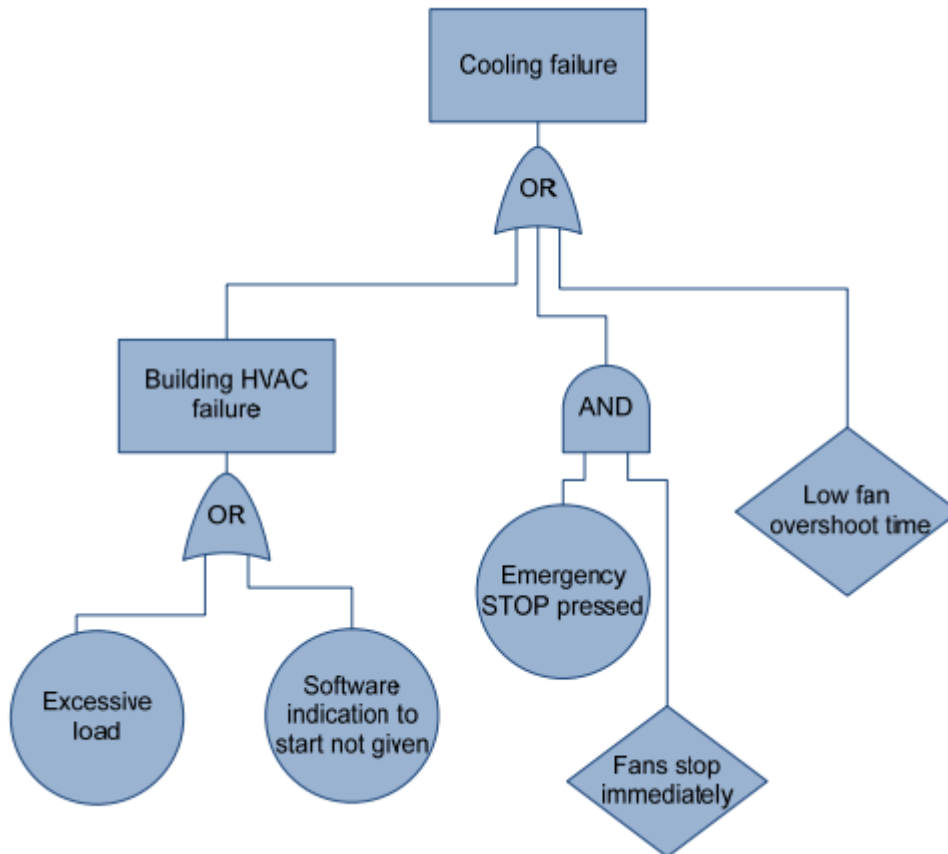 Cooling failure
OR
Building HVAC
failure
AND
OR
Low fan
overshoot time
Emergency
STOP pressed
Excessive
load
Software
indication to
start not given
Fans stop
immediately